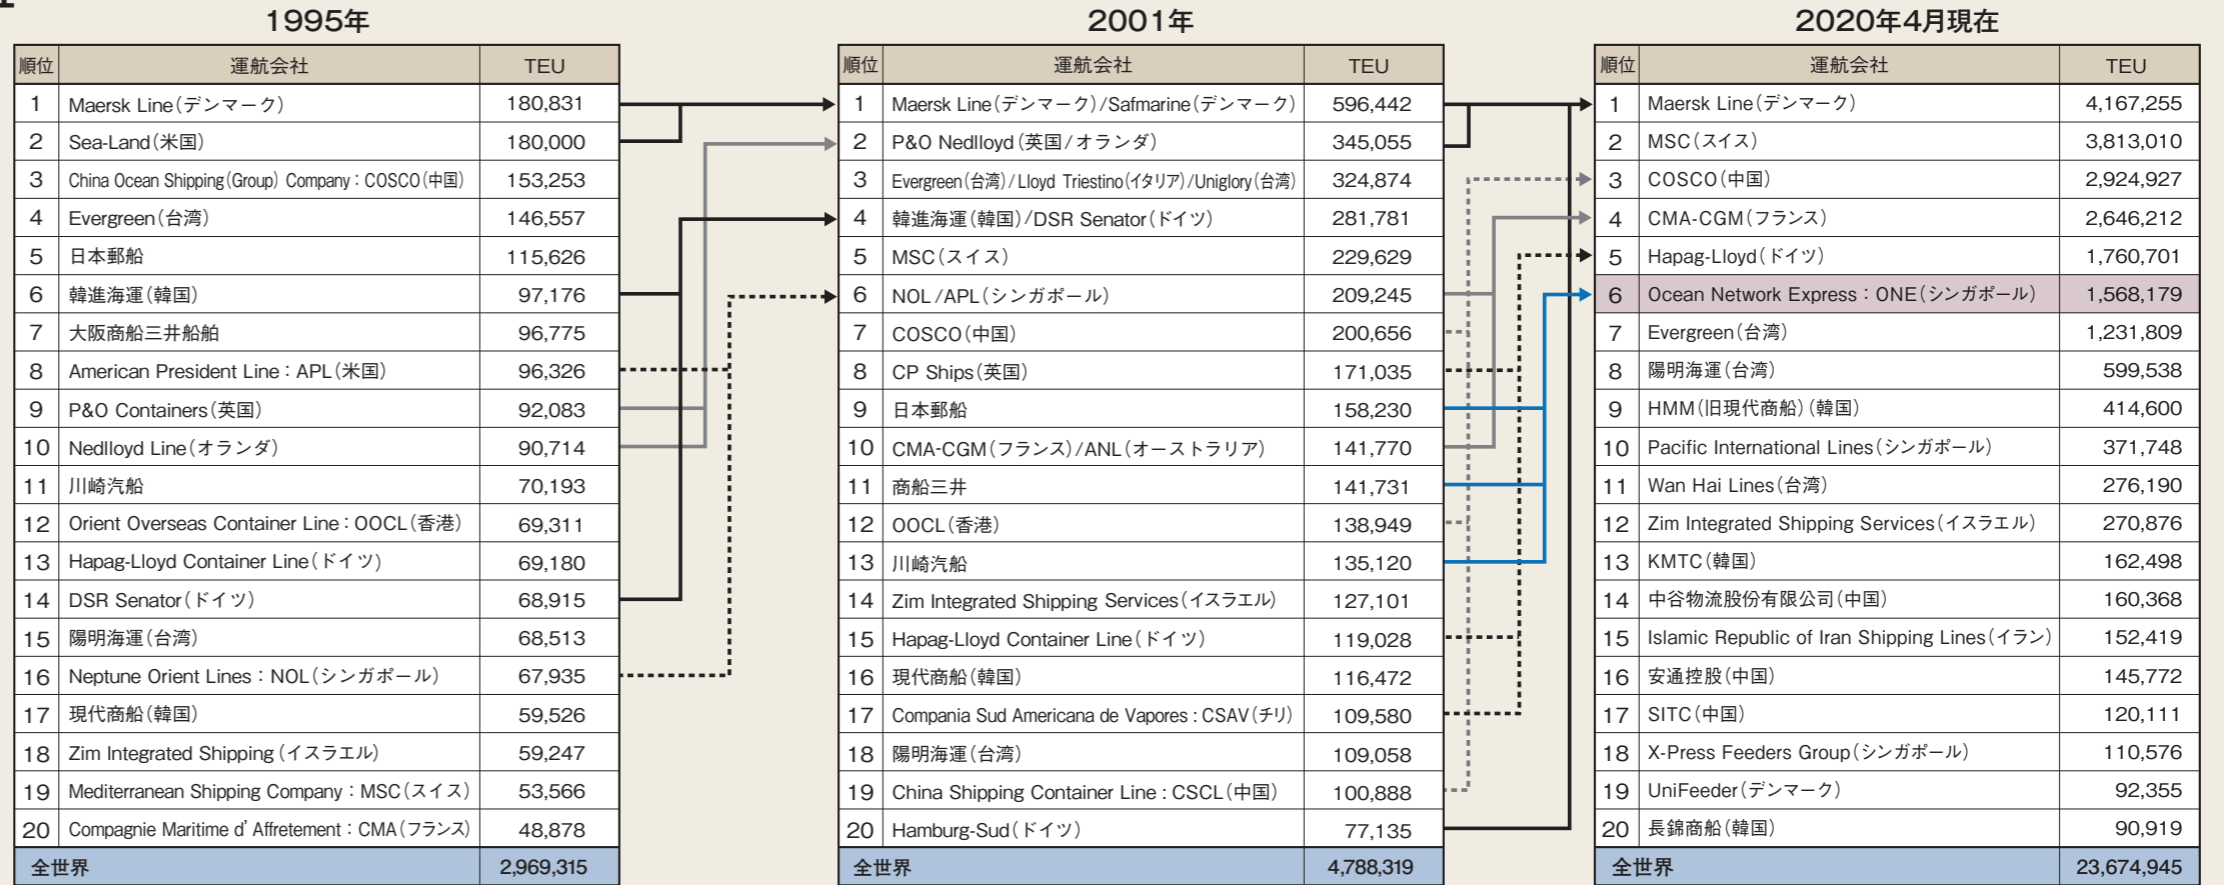 1995年
順位 運航会社 TEU
1 Maersk Line(デンマーク) 180,831
2 Sea-Land(米国) 180,000
3 China Ocean Shipping(Group) Company:COSCO(中国) 153,253
4 Evergreen(台湾) 146,557
5 日本郵船 115,626
6 韓進海運(韓国) 97,176
7 大阪商船三井船舶 96,775
8 American President Line:APL(米国) 96,326
9 P&O Containers(英国) 92,083
10 Nedlloyd Line(オランダ) 90,714
11 川崎汽船 70,193
12 Orient Overseas Container Line:OOCL(香港) 69,311
13 Hapag-Lloyd Container Line(ドイツ) 69,180
14 DSR Senator(ドイツ) 68,915
15 陽明海運(台湾) 68,513
16 Neptune Orient Lines:NOL(シンガポール) 67,935
17 現代商船(韓国) 59,526
18 Zim Integrated Shipping(イスラエル) 59,247
19 Mediterranean Shipping Company:MSC(スイス) 53,566
20 Compagnie Maritime d'Affretement:CMA(フランス) 48,878
全世界 2,969,315
2001年
順位 運航会社 TEU
1 Maersk Line(デンマーク)/Safmarine(デンマーク) 596,442
2 P&O Nedlloyd(英国/オランダ) 345,055
3 Evergreen(台湾)/Lloyd Triestino(イタリア)/Uniglory(台湾) 324,874
4 韓進海運(韓国)/DSR Senator(ドイツ) 281,781
5 MSC(スイス) 229,629
6 NOL/APL(シンガポール) 209,245
7 COSCO(中国) 200,656
8 CP Ships(英国) 171,035
9 日本郵船 158,230
10 CMA-CGM(フランス)/ANL(オーストラリア) 141,770
11 商船三井 141,731
12 OOCL(香港) 138,949
13 川崎汽船 135,120
14 Zim Integrated Shipping Services(イスラエル) 127,101
15 Hapag-Lloyd Container Line(ドイツ) 119,028
16 現代商船(韓国) 116,472
17 Compania Sud Americana de Vapores:CSAV(チリ) 109,580
18 陽明海運(台湾) 109,058
19 China Shipping Container Line:CSCL(中国) 100,888
20 Hamburg-Sud(ドイツ) 77,135
全世界 4,788,319
2020年4月現在
順位 運航会社 TEU
1 Maersk Line(デンマーク) 4,167,255
2 MSC(スイス) 3,813,010
3 COSCO(中国) 2,924,927
4 CMA-CGM(フランス) 2,646,212
5 Hapag-Lloyd(ドイツ) 1,760,701
6 Ocean Network Express:ONE(シンガポール) 1,568,179
7 Evergreen(台湾) 1,231,809
8 陽明海運(台湾) 599,538
9 HMM(旧現代商船)(韓国) 414,600
10 Pacific International Lines(シンガポール) 371,748
11 Wan Hai Lines(台湾) 276,190
12 Zim Integrated Shipping Services(イスラエル) 270,876
13 KMTC(韓国) 162,498
14 中谷物流股份有限公司(中国) 160,368
15 Islamic Republic of Iran Shipping Lines(イラン) 152,419
16 安通控股(中国) 145,772
17 SITC(中国) 120,111
18 X-Press Feeders Group(シンガポール) 110,576
19 UniFeeder(デンマーク) 92,355
20 長錦商船(韓国) 90,919
全世界 23,674,945